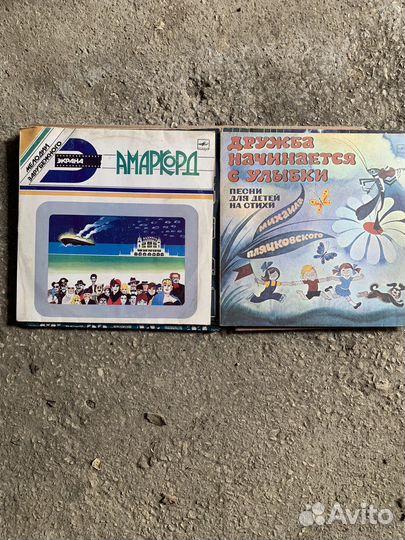 МЕЛОДИИ
ЗАРУБЕЖНОГО
ЭКРАНА
АМАРКОРД
ДРУЖБА
НАЧИНАЕТСЯ
С УЛЫБКИ
ПЕСНИ
ДЛЯ ДЕТЕЙ
НА СТИХИ
МИХАИЛА
ПЛЯЦКОВСКОГО
Avito